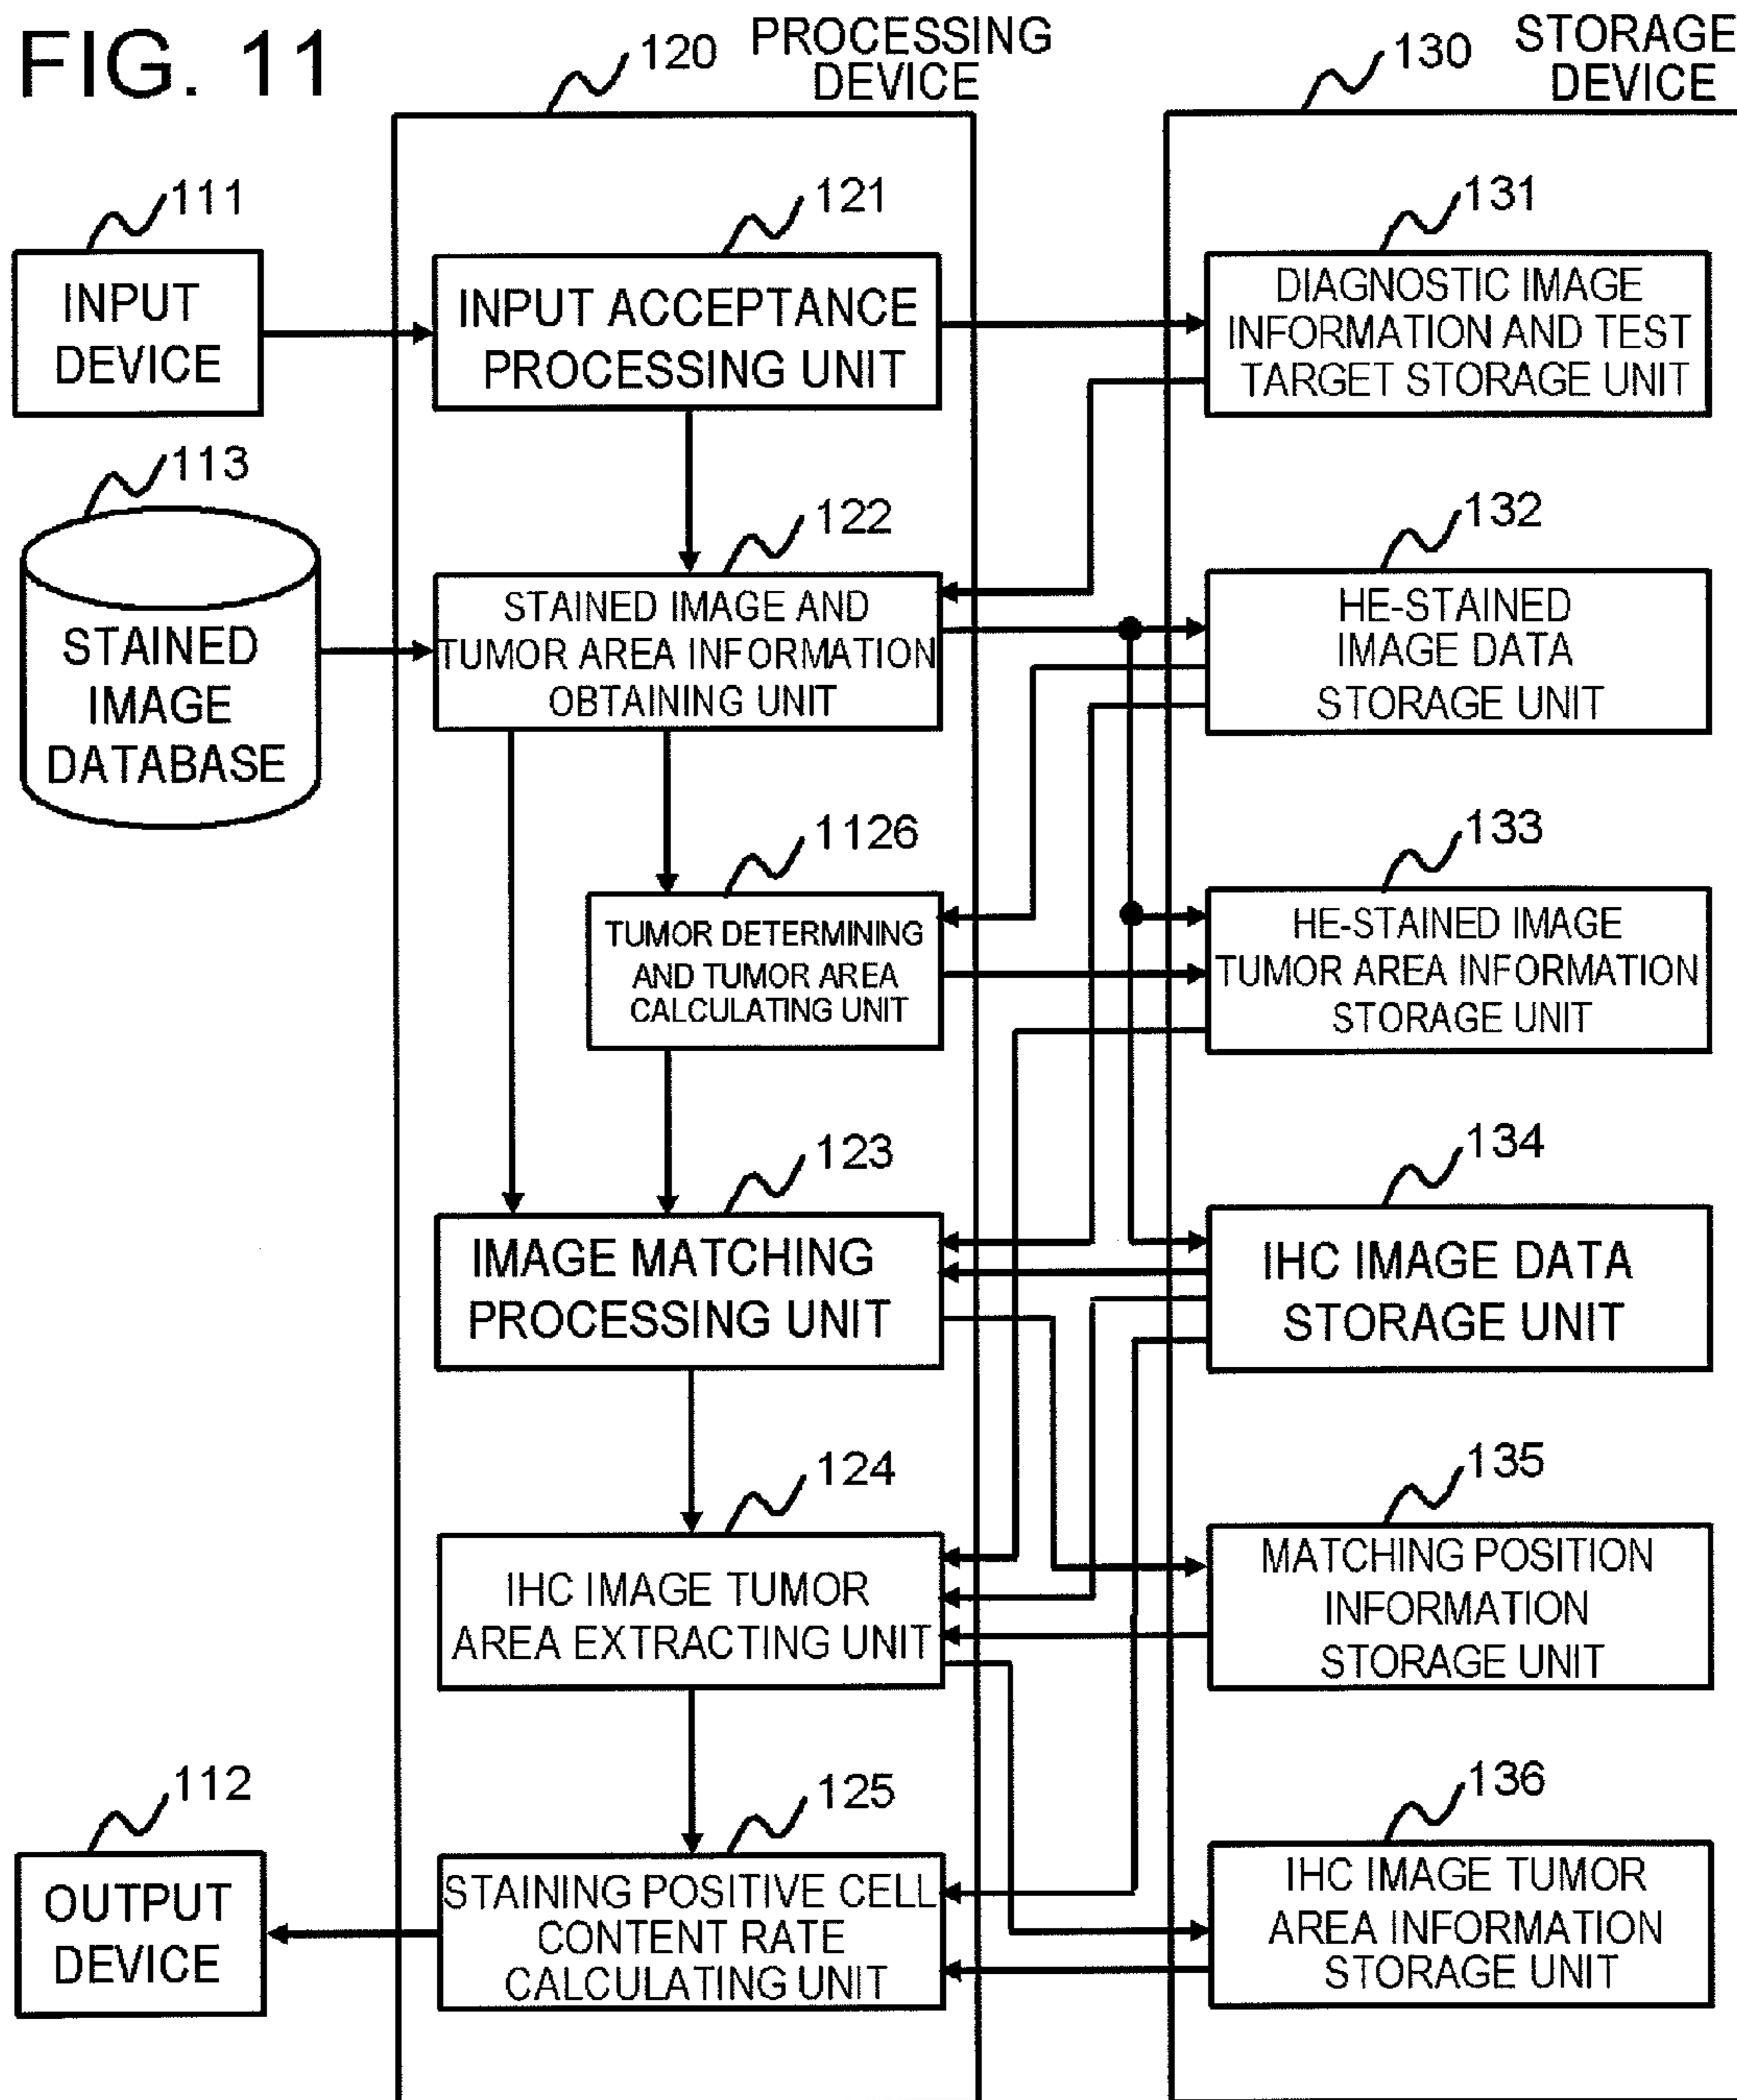 FIG. 11
120
PROCESSING
DEVICE
130
STORAGE
DEVICE
111
INPUT
DEVICE
121
INPUT ACCEPTANCE
PROCESSING UNIT
131
DIAGNOSTIC IMAGE
INFORMATION AND TEST
TARGET STORAGE UNIT
113
STAINED
IMAGE
DATABASE
122
STAINED IMAGE AND
TUMOR AREA INFORMATION
OBTAINING UNIT
132
HE-STAINED
IMAGE DATA
STORAGE UNIT
1126
TUMOR DETERMINING
AND TUMOR AREA
CALCULATING UNIT
133
HE-STAINED IMAGE
TUMOR AREA INFORMATION
STORAGE UNIT
123
IMAGE MATCHING
PROCESSING UNIT
134
IHC IMAGE DATA
STORAGE UNIT
124
IHC IMAGE TUMOR
AREA EXTRACTING UNIT
135
MATCHING POSITION
INFORMATION
STORAGE UNIT
112
OUTPUT
DEVICE
125
STAINING POSITIVE CELL
CONTENT RATE
CALCULATING UNIT
136
IHC IMAGE TUMOR
AREA INFORMATION
STORAGE UNIT